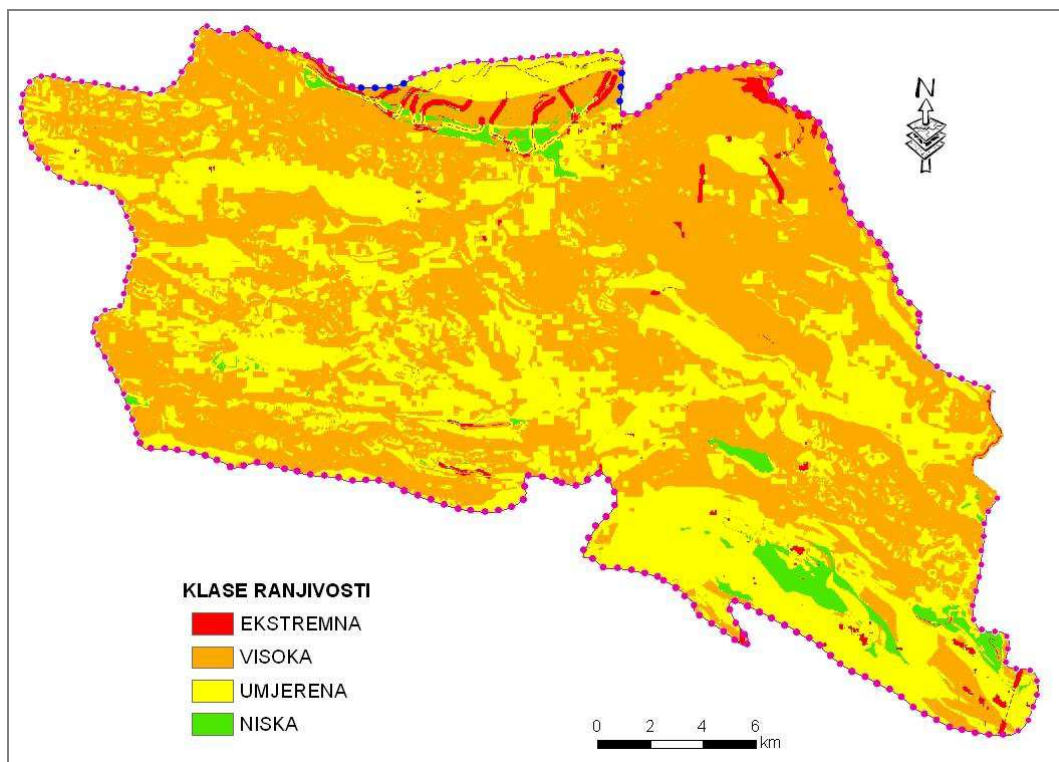 N
KLASE RANJIVOSTI
EKSTREMNA
VISOKA
UMJERENA
NISKA
0 2 4 6
km